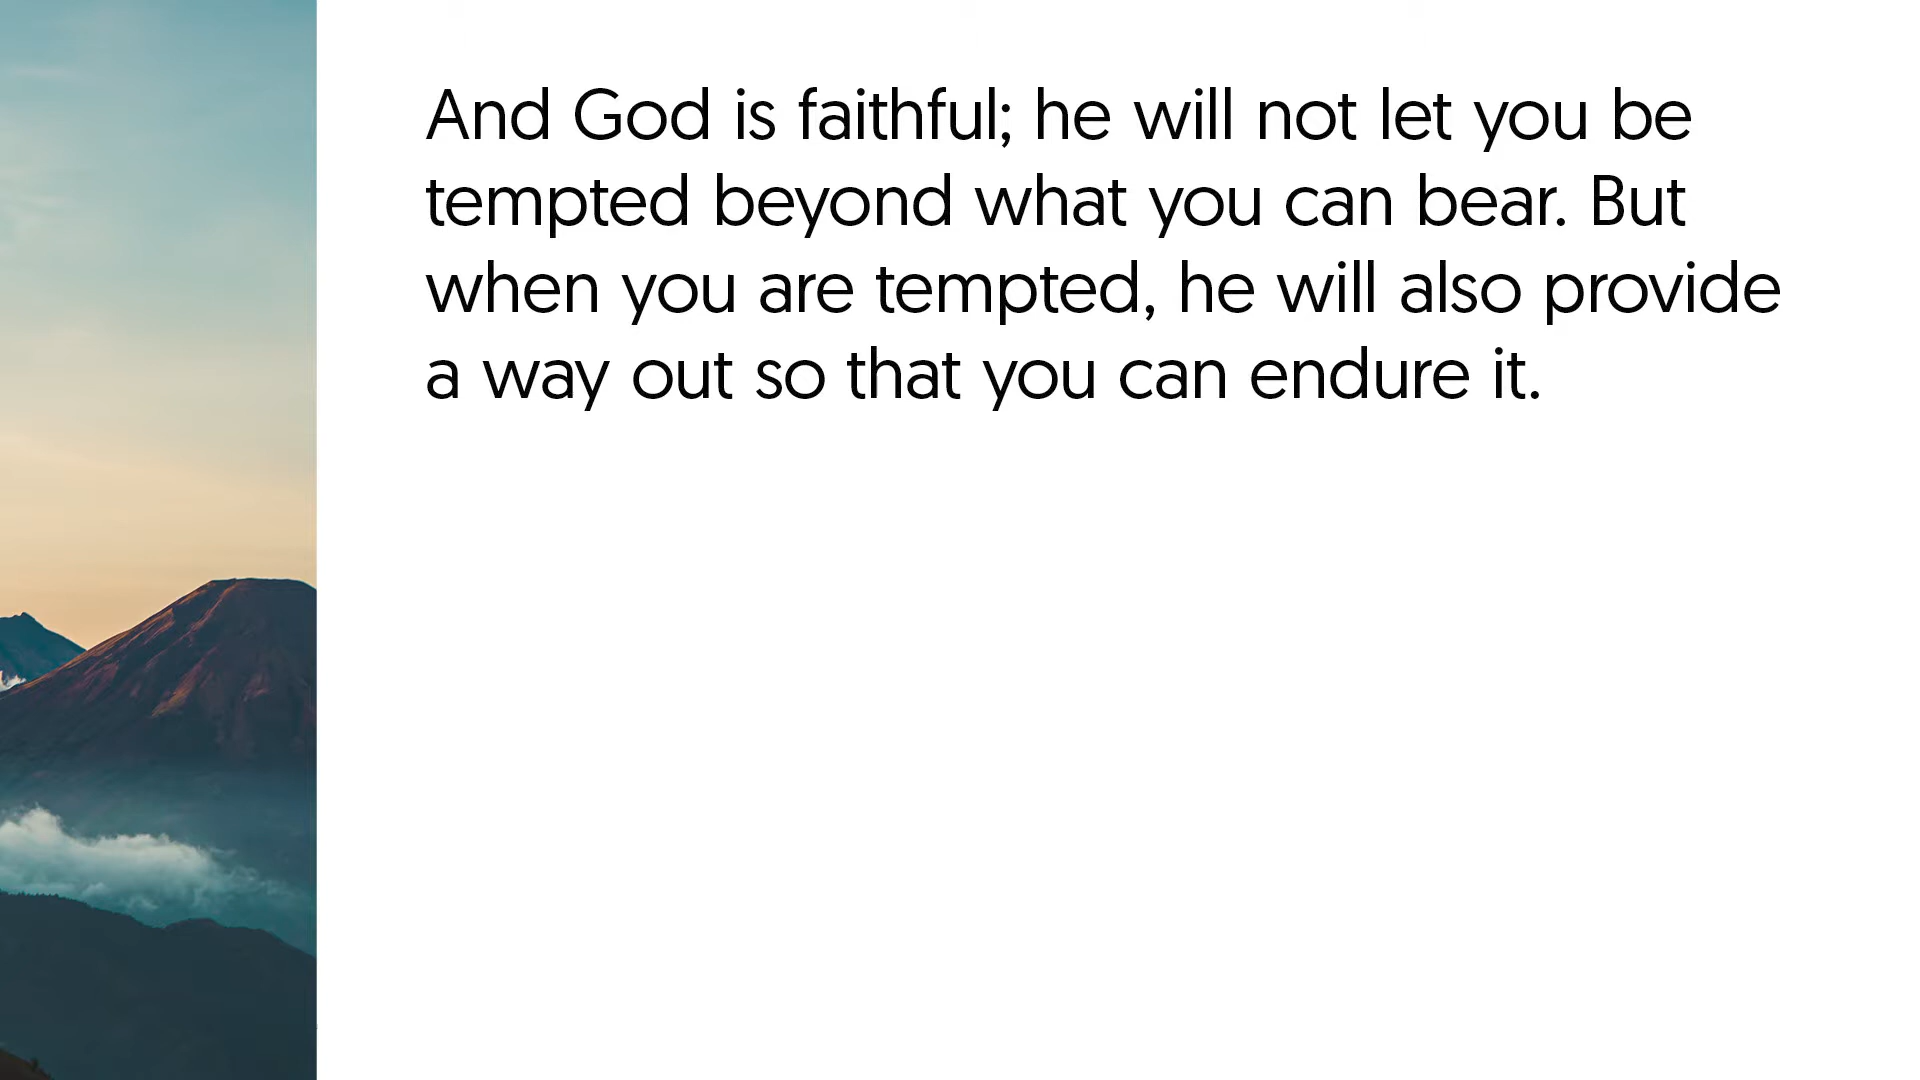 And God is faithful; he will not let you be
tempted beyond what you can bear. But
when you are tempted, he will also provide
a way out so that you can endure it.